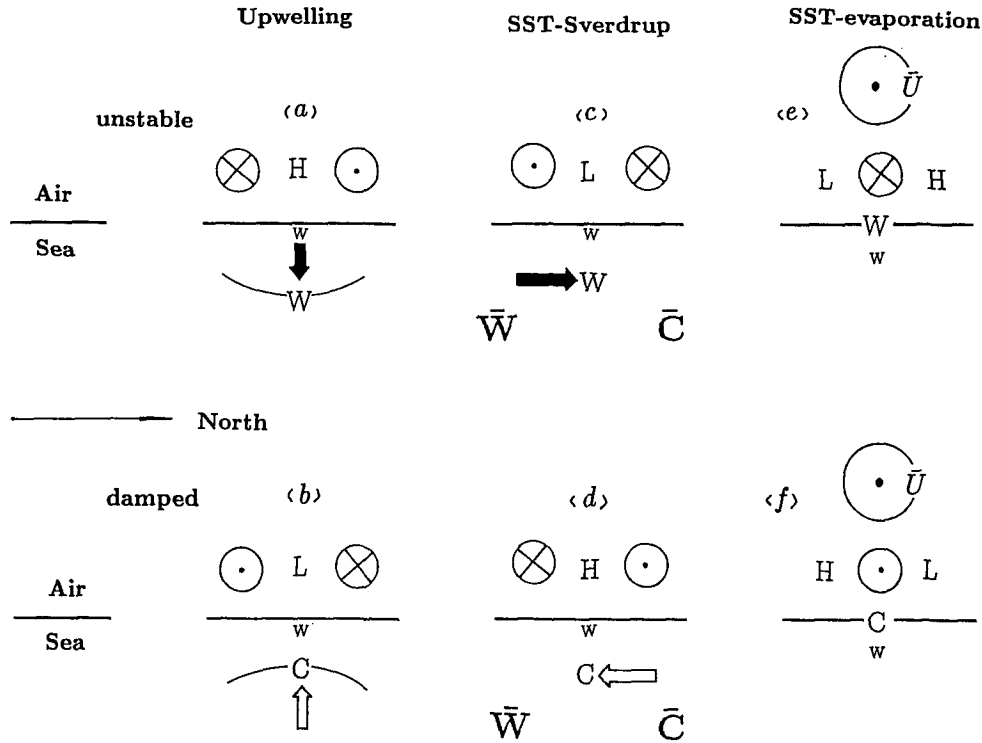 Upwelling SST-Sverdrup SST-evaporation
unstable ⟨a⟩ ⟨c⟩ ⟨e⟩ Ū
H L L H
Air
Sea
w w W
w
W W
W̄ C̄
North
damped ⟨b⟩ ⟨d⟩ ⟨f⟩ Ū
L H H L
Air
Sea
w w C
w
C C
W̄ C̄